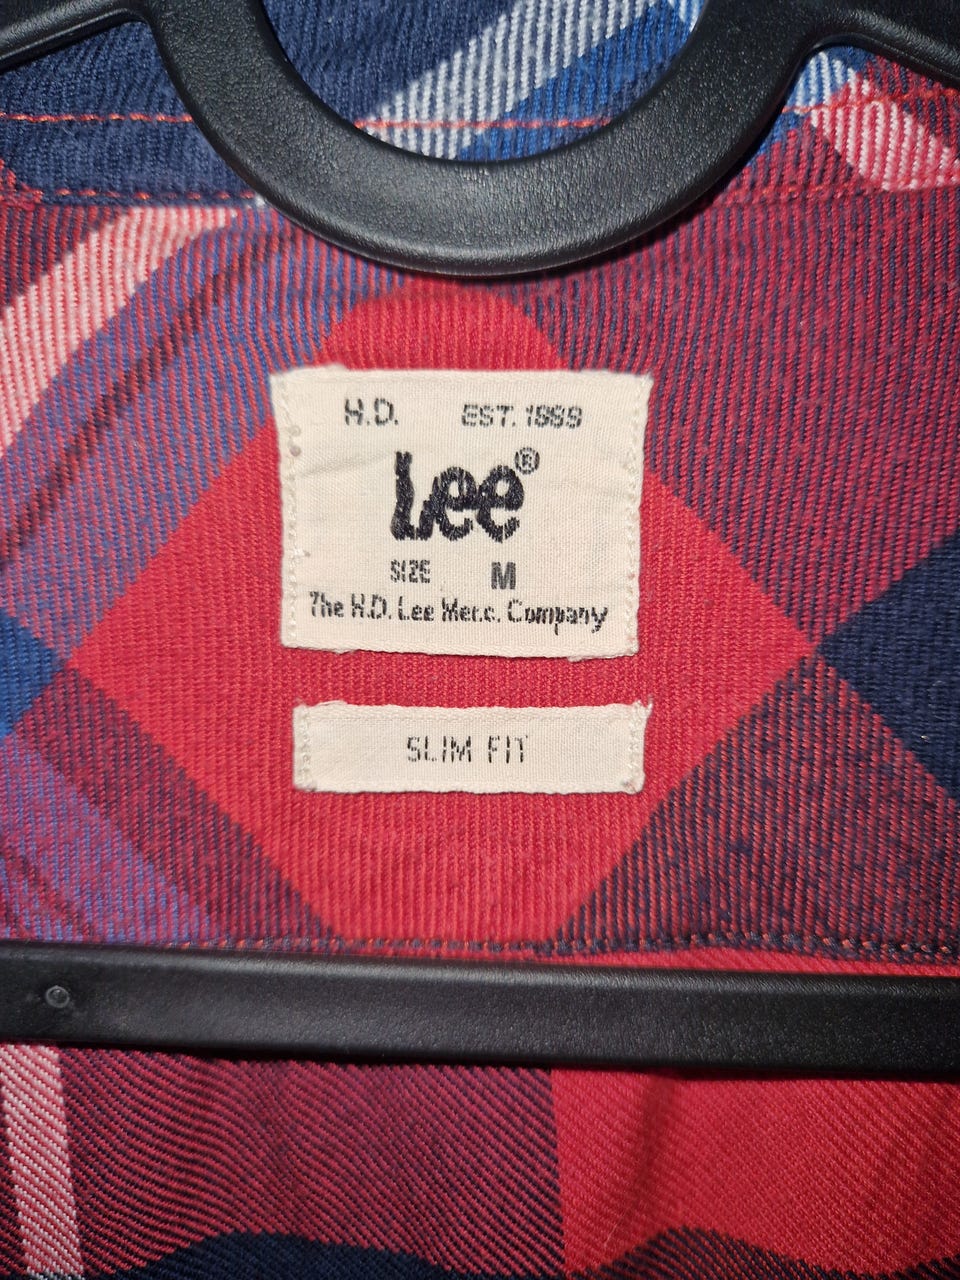 H.D. EST. 1889
Lee®
SIZE M
The H.D. Lee Merc. Company
SLIM FIT